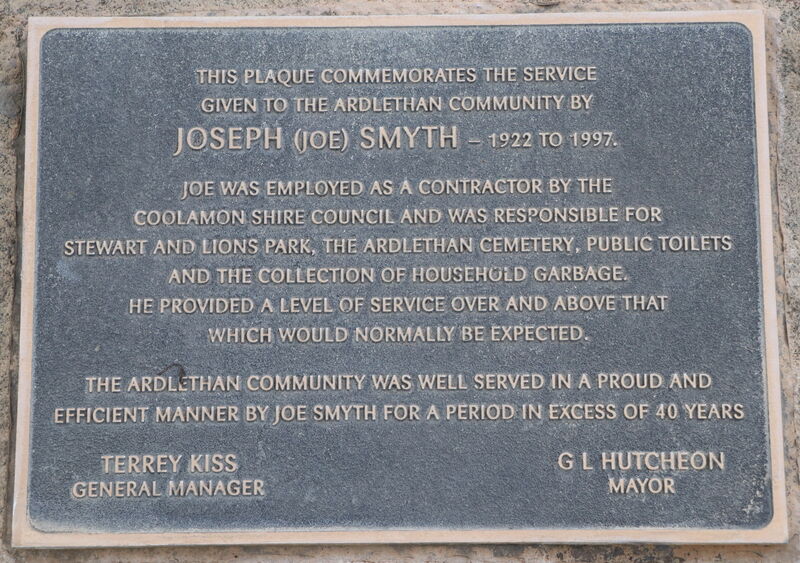 THIS PLAQUE COMMEMORATES THE SERVICE
GIVEN TO THE ARDLETHAN COMMUNITY BY
JOSEPH (JOE) SMYTH – 1922 TO 1997.
JOE WAS EMPLOYED AS A CONTRACTOR BY THE
COOLAMON SHIRE COUNCIL AND WAS RESPONSIBLE FOR
STEWART AND LIONS PARK, THE ARDLETHAN CEMETERY, PUBLIC TOILETS
AND THE COLLECTION OF HOUSEHOLD GARBAGE.
HE PROVIDED A LEVEL OF SERVICE OVER AND ABOVE THAT
WHICH WOULD NORMALLY BE EXPECTED.
THE ARDLETHAN COMMUNITY WAS WELL SERVED IN A PROUD AND
EFFICIENT MANNER BY JOE SMYTH FOR A PERIOD IN EXCESS OF 40 YEARS
TERREY KISS
GENERAL MANAGER
G L HUTCHEON
MAYOR